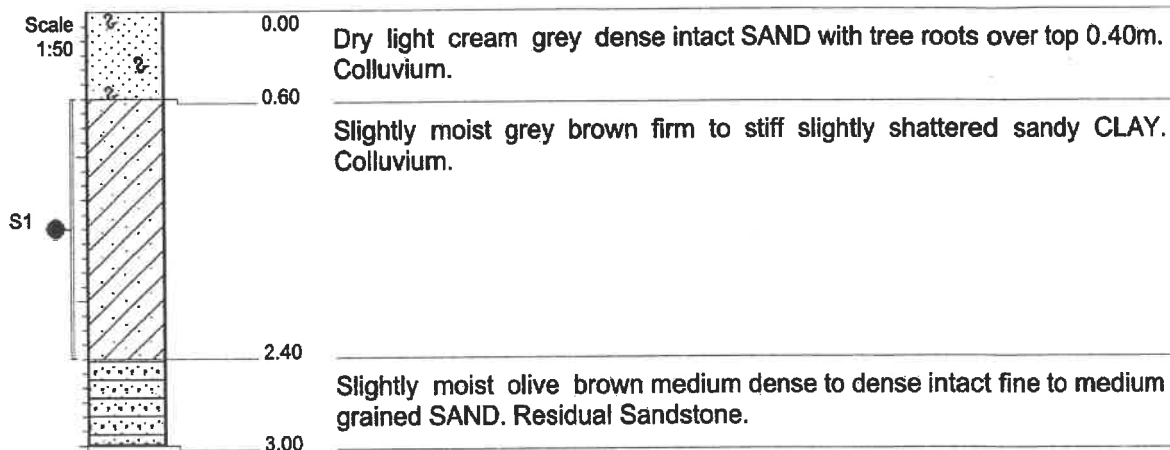 Scale
1:50
0.00
Dry light cream grey dense intact SAND with tree roots over top 0.40m.
Colluvium.
0.60
Slightly moist grey brown firm to stiff slightly shattered sandy CLAY.
Colluvium.
S1
2.40
Slightly moist olive brown medium dense to dense intact fine to medium
grained SAND. Residual Sandstone.
3.00